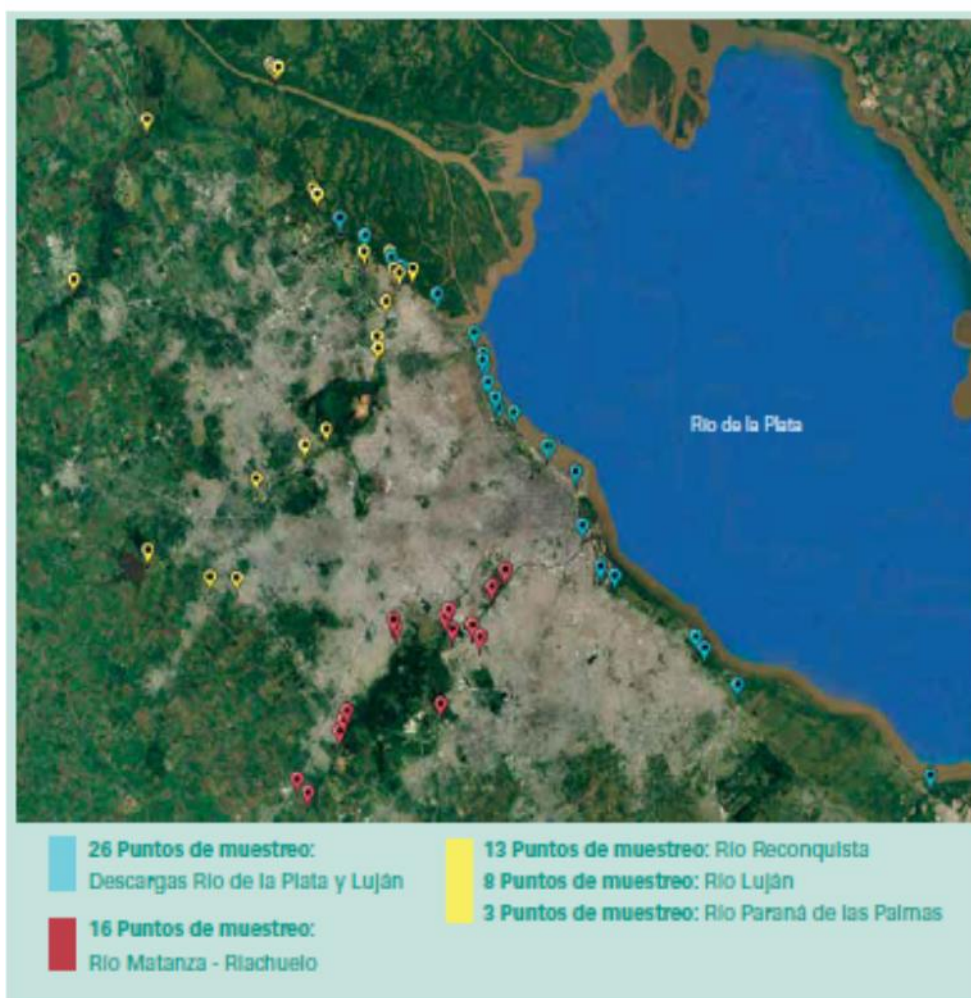 Río de la Plata
26 Puntos de muestreo:
Descargas Río de la Plata y Luján
16 Puntos de muestreo:
Río Matanza - Riachuelo
13 Puntos de muestreo: Río Reconquista
8 Puntos de muestreo: Río Luján
3 Puntos de muestreo: Río Paraná de las Palmas